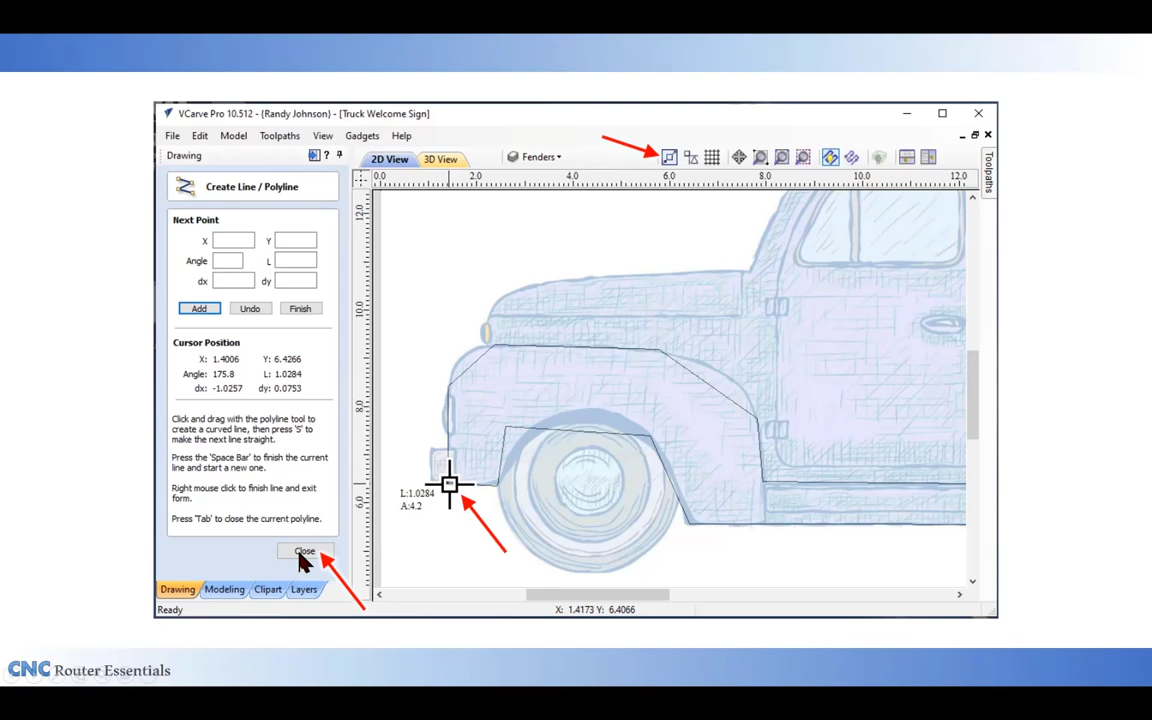 VCarve Pro 10.512 - {Randy Johnson} - [Truck Welcome Sign]
File Edit Model Toolpaths View Gadgets Help
Drawing
2D View 3D View Fenders
Toolpaths
0.0 2.0 4.0 6.0 8.0 10.0 12.0
12.0
10.0
8.0
6.0
Create Line / Polyline
Next Point
X Y
Angle L
dx dy
Add Undo Finish
Cursor Position
X: 1.4006 Y: 6.4266
Angle: 175.8 L: 1.0284
dx: -1.0257 dy: 0.0753
Click and drag with the polyline tool to
create a curved line, then press 'S' to
make the next line straight.
Press the 'Space Bar' to finish the current
line and start a new one.
Right mouse click to finish line and exit
form.
Press 'Tab' to close the current polyline.
L:1.0284
A:4.2
Close
Drawing Modeling Clipart Layers
Ready X: 1.4173 Y: 6.4066
CNC Router Essentials